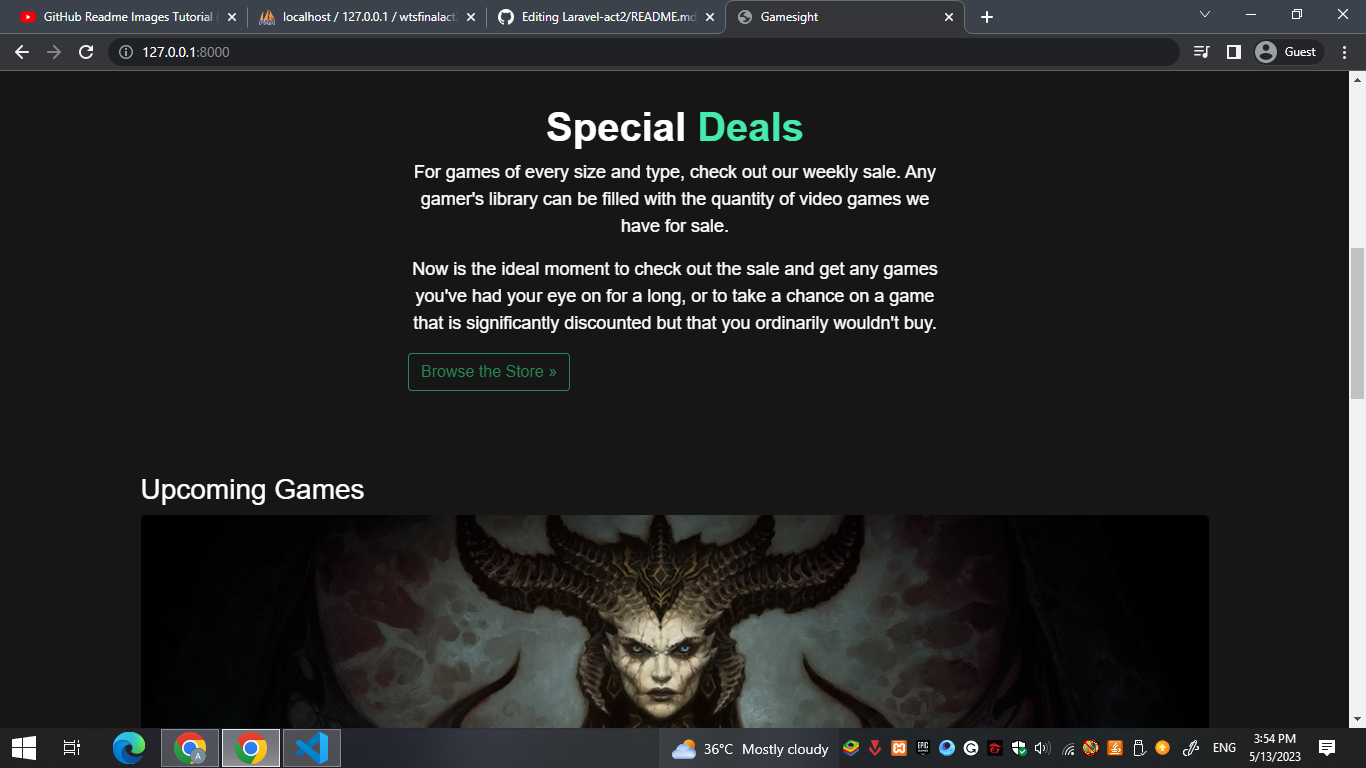 GitHub Readme Images Tutorial
localhost / 127.0.0.1 / wtsfinalact
Editing Laravel-act2/README.md
Gamesight
127.0.0.1:8000
Guest
Special Deals
For games of every size and type, check out our weekly sale. Any
gamer's library can be filled with the quantity of video games we
have for sale.
Now is the ideal moment to check out the sale and get any games
you've had your eye on for a long, or to take a chance on a game
that is significantly discounted but that you ordinarily wouldn't buy.
Browse the Store »
Upcoming Games
36°C Mostly cloudy
ENG
3:54 PM
5/13/2023